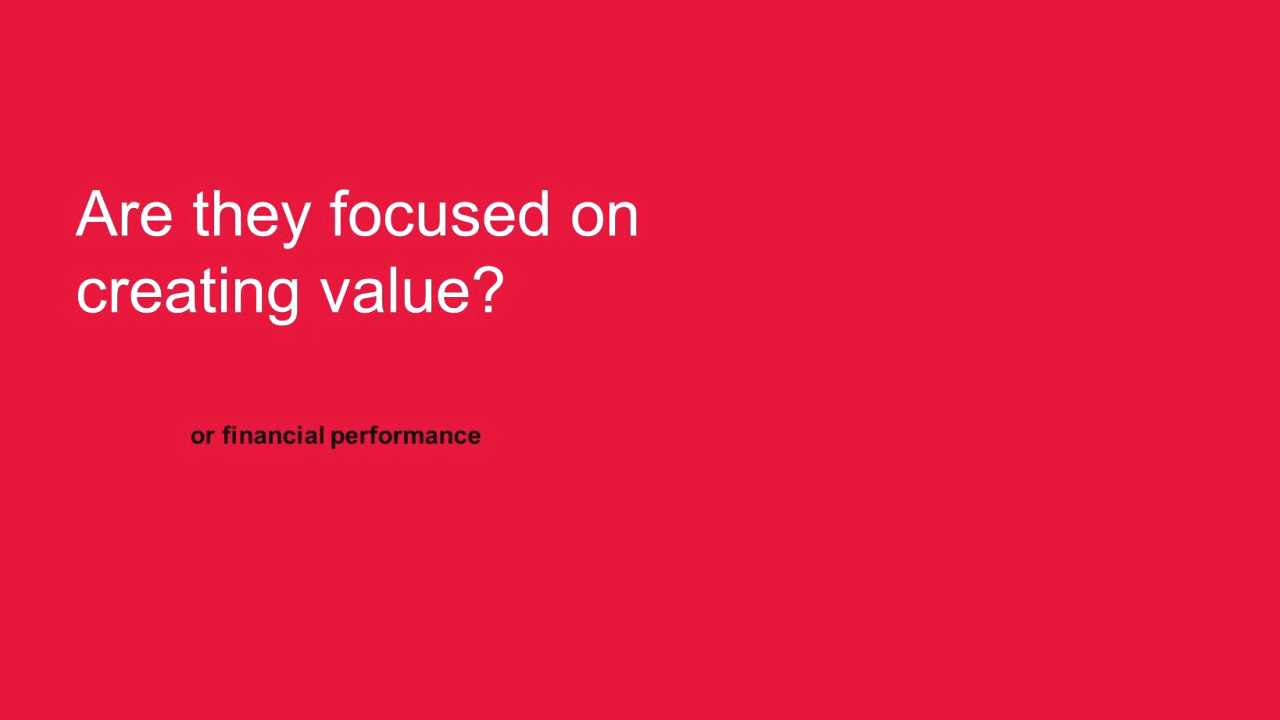 Are they focused on
creating value?
or financial performance